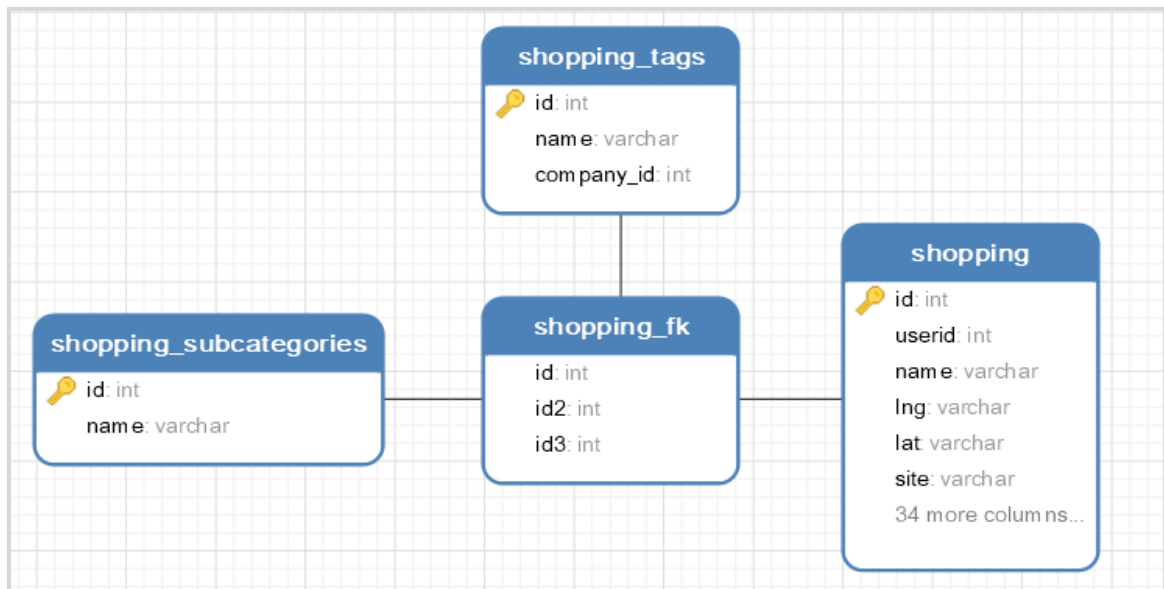 shopping_tags
id: int
name: varchar
company_id: int
shopping
id: int
userid: int
name: varchar
lng: varchar
lat: varchar
site: varchar
34 more columns...
shopping_subcategories
id: int
name: varchar
shopping_fk
id: int
id2: int
id3: int